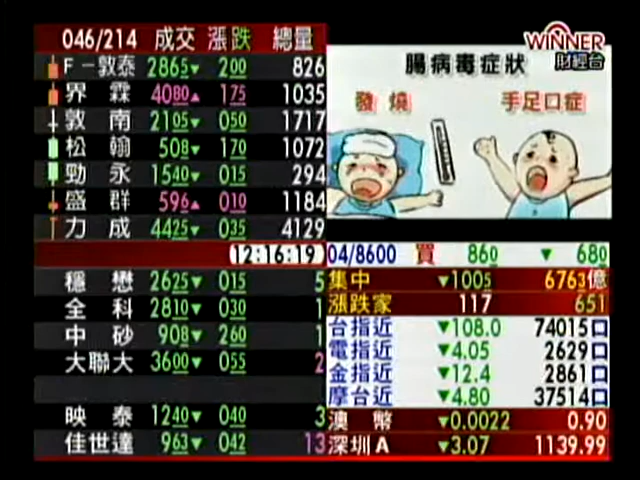 WINNER
財經台
046/214 成交 漲跌 總量
F－敦泰 2865▼ 200 826
界霖 4080▲ 175 1035
敦南 2105▼ 050 1717
松翰 508▼ 170 1072
勁永 1540▼ 015 294
盛群 596▲ 010 1184
力成 4425▼ 035 4129
腸病毒症狀
發燒 手足口症
12:16:19 04/8600 買 860 ▼ 680
穩懋 2625▼ 015 5
全科 2810▼ 030 1
中砂 908▼ 260 1
大聯大 3600▼ 055 2
映泰 1240▼ 040 3
佳世達 963▼ 042 13
集中 ▼1005 6763億
漲跌家 117 651
台指近 ▼108.0 74015口
電指近 ▼4.05 2629口
金指近 ▼12.4 2861口
摩台近 ▼4.80 37514口
澳幣 ▼0.0022 0.90
深圳A ▼3.07 1139.99